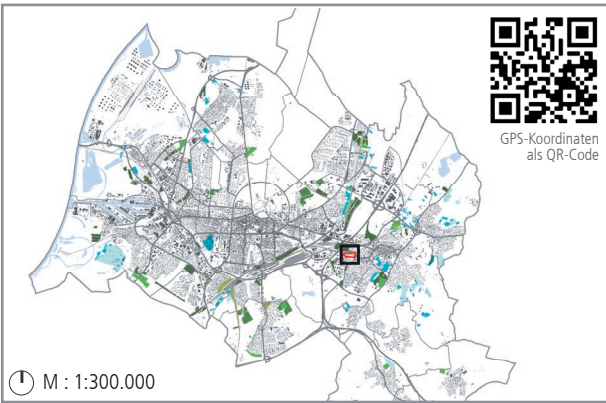 GPS-Koordinaten
als QR-Code
M : 1:300.000